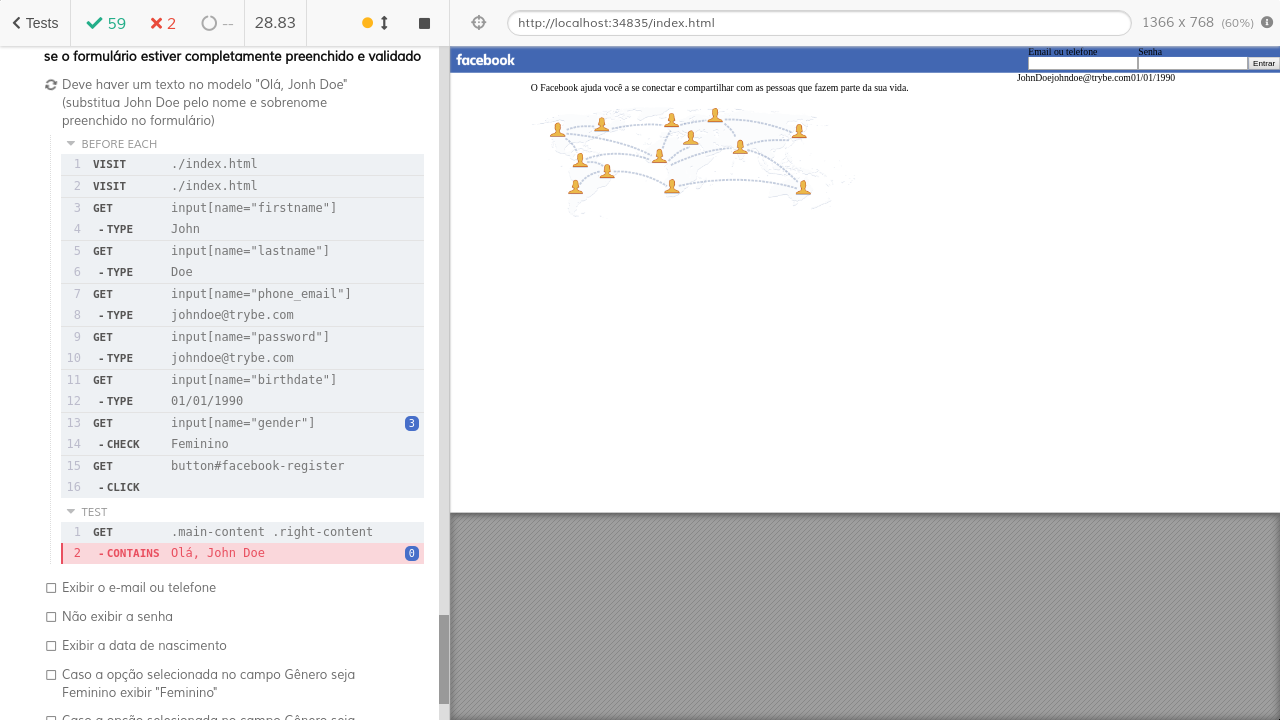 Tests
59
2
--
28.83
http://localhost:34835/index.html
1366 x 768 (60%)
se o formulário estiver completamente preenchido e validado
Deve haver um texto no modelo "Olá, Jonh Doe"
(substitua John Doe pelo nome e sobrenome
preenchido no formulário)
BEFORE EACH
1 VISIT ./index.html
2 VISIT ./index.html
3 GET input[name="firstname"]
4 -TYPE John
5 GET input[name="lastname"]
6 -TYPE Doe
7 GET input[name="phone_email"]
8 -TYPE johndoe@trybe.com
9 GET input[name="password"]
10 -TYPE johndoe@trybe.com
11 GET input[name="birthdate"]
12 -TYPE 01/01/1990
13 GET input[name="gender"] 3
14 -CHECK Feminino
15 GET button#facebook-register
16 -CLICK
TEST
1 GET .main-content .right-content
2 -CONTAINS Olá, John Doe 0
Exibir o e-mail ou telefone
Não exibir a senha
Exibir a data de nascimento
Caso a opção selecionada no campo Gênero seja
Feminino exibir "Feminino"
Caso a opção selecionada no campo Gênero seja
facebook
Email ou telefone
Senha
Entrar
JohnDoejohndoe@trybe.com01/01/1990
O Facebook ajuda você a se conectar e compartilhar com as pessoas que fazem parte da sua vida.